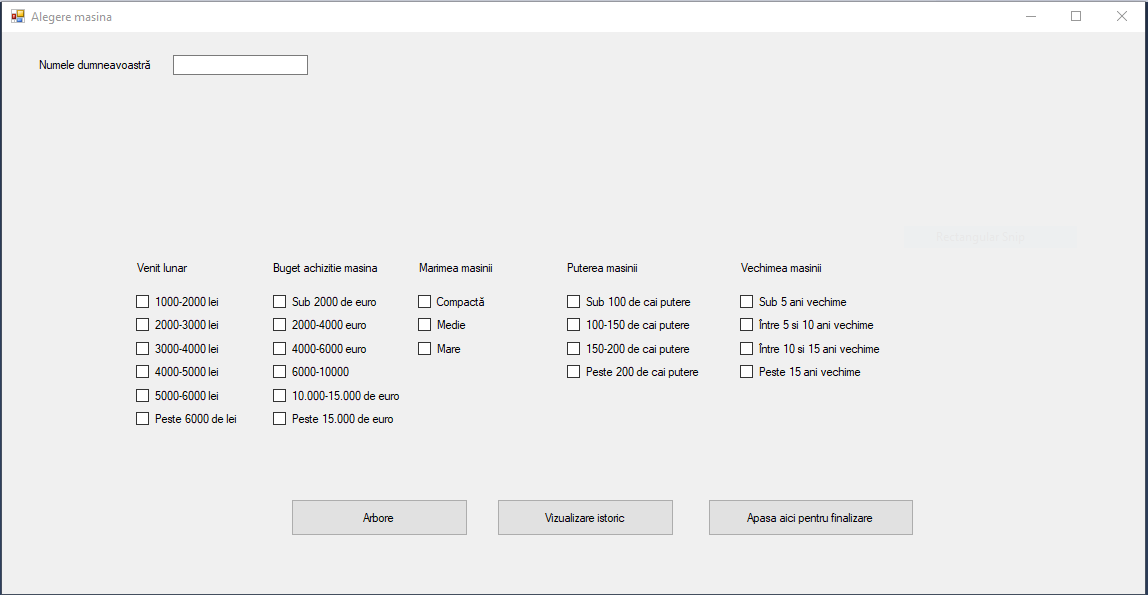 Alegere masina
Numele dumneavoastră
Rectangular Snip
Venit lunar
1000-2000 lei
2000-3000 lei
3000-4000 lei
4000-5000 lei
5000-6000 lei
Peste 6000 de lei
Buget achizitie masina
Sub 2000 de euro
2000-4000 euro
4000-6000 euro
6000-10000
10.000-15.000 de euro
Peste 15.000 de euro
Marimea masinii
Compactă
Medie
Mare
Puterea masinii
Sub 100 de cai putere
100-150 de cai putere
150-200 de cai putere
Peste 200 de cai putere
Vechimea masinii
Sub 5 ani vechime
Între 5 si 10 ani vechime
Între 10 si 15 ani vechime
Peste 15 ani vechime
Arbore
Vizualizare istoric
Apasa aici pentru finalizare